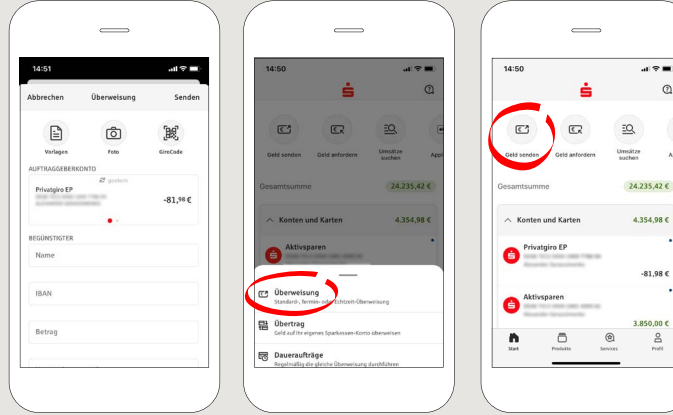 14:51
Abbrechen Überweisung Senden
Vorlagen Foto GiroCode
AUFTRAGGEBERKONTO
gestern
Privatgiro EP
-81,98 €
BEGÜNSTIGTER
Name
IBAN
Betrag
14:50
Geld senden Geld anfordern Umsätze suchen
Gesamtsumme 24.235,42 €
Konten und Karten 4.354,98 €
Aktivsparen
Überweisung
Standard-, Termin- oder Echtzeit-Überweisung
Übertrag
Geld auf Ihr eigenes Sparkassen-Konto überweisen
Daueraufträge
Regelmäßig die gleiche Überweisung durchführen
14:50
Geld senden Geld anfordern Umsätze suchen
Gesamtsumme 24.235,42 €
Konten und Karten 4.354,98 €
Privatgiro EP
-81,98 €
Aktivsparen
3.850,00 €
Start Produkte Services Profil